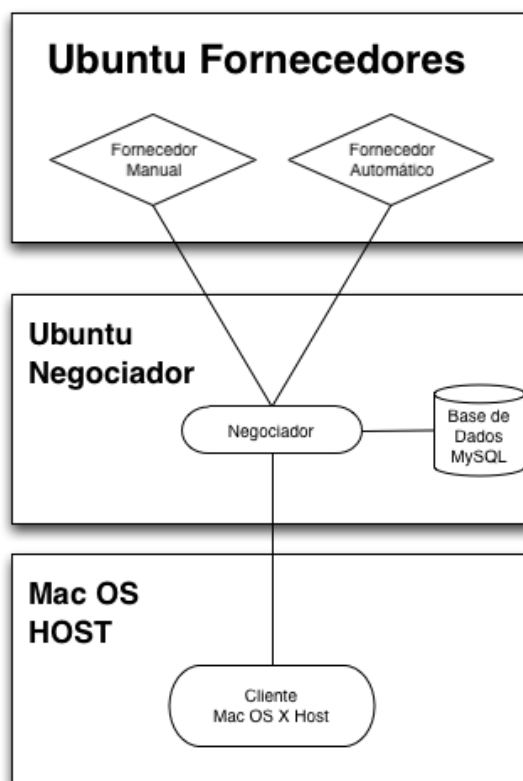 Ubuntu Fornecedores
Fornecedor
Manual
Fornecedor
Automático
Ubuntu
Negociador
Negociador
Base de
Dados
MySQL
Mac OS
HOST
Cliente
Mac OS X Host